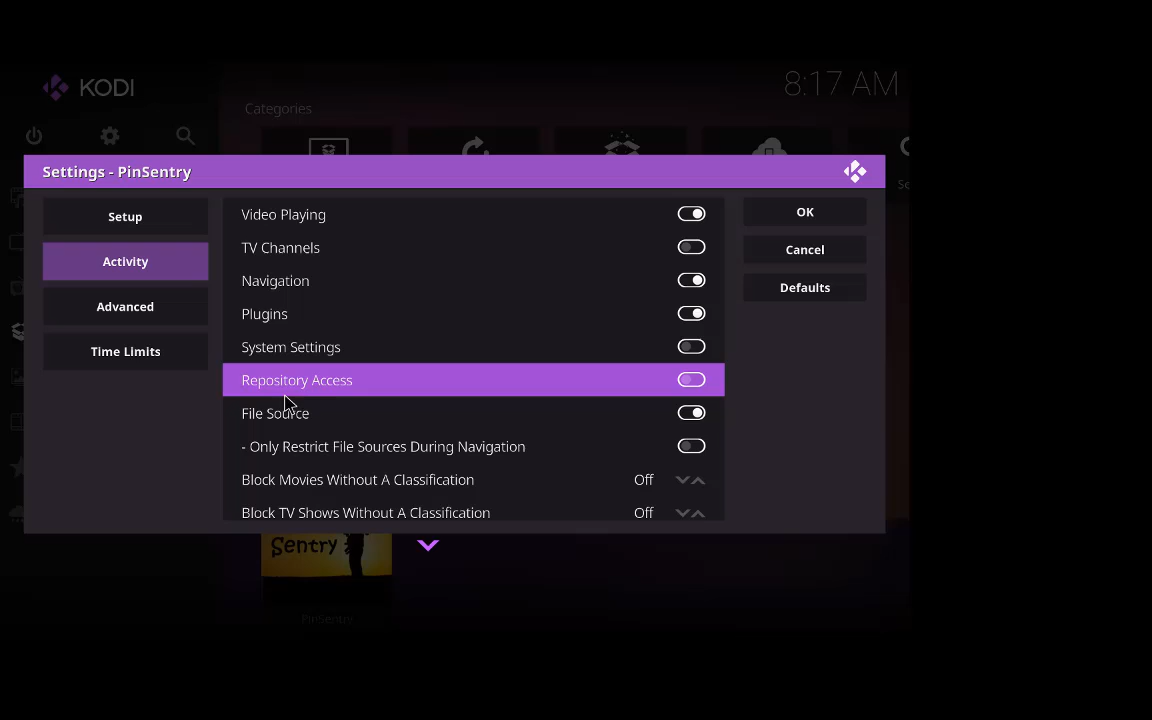 KODI
8:17 AM
Categories
Se
Settings - PinSentry
Setup
Activity
Advanced
Time Limits
Video Playing
TV Channels
Navigation
Plugins
System Settings
Repository Access
File Source
- Only Restrict File Sources During Navigation
Block Movies Without A Classification Off
Block TV Shows Without A Classification Off
OK
Cancel
Defaults
Sentry
PinSentry